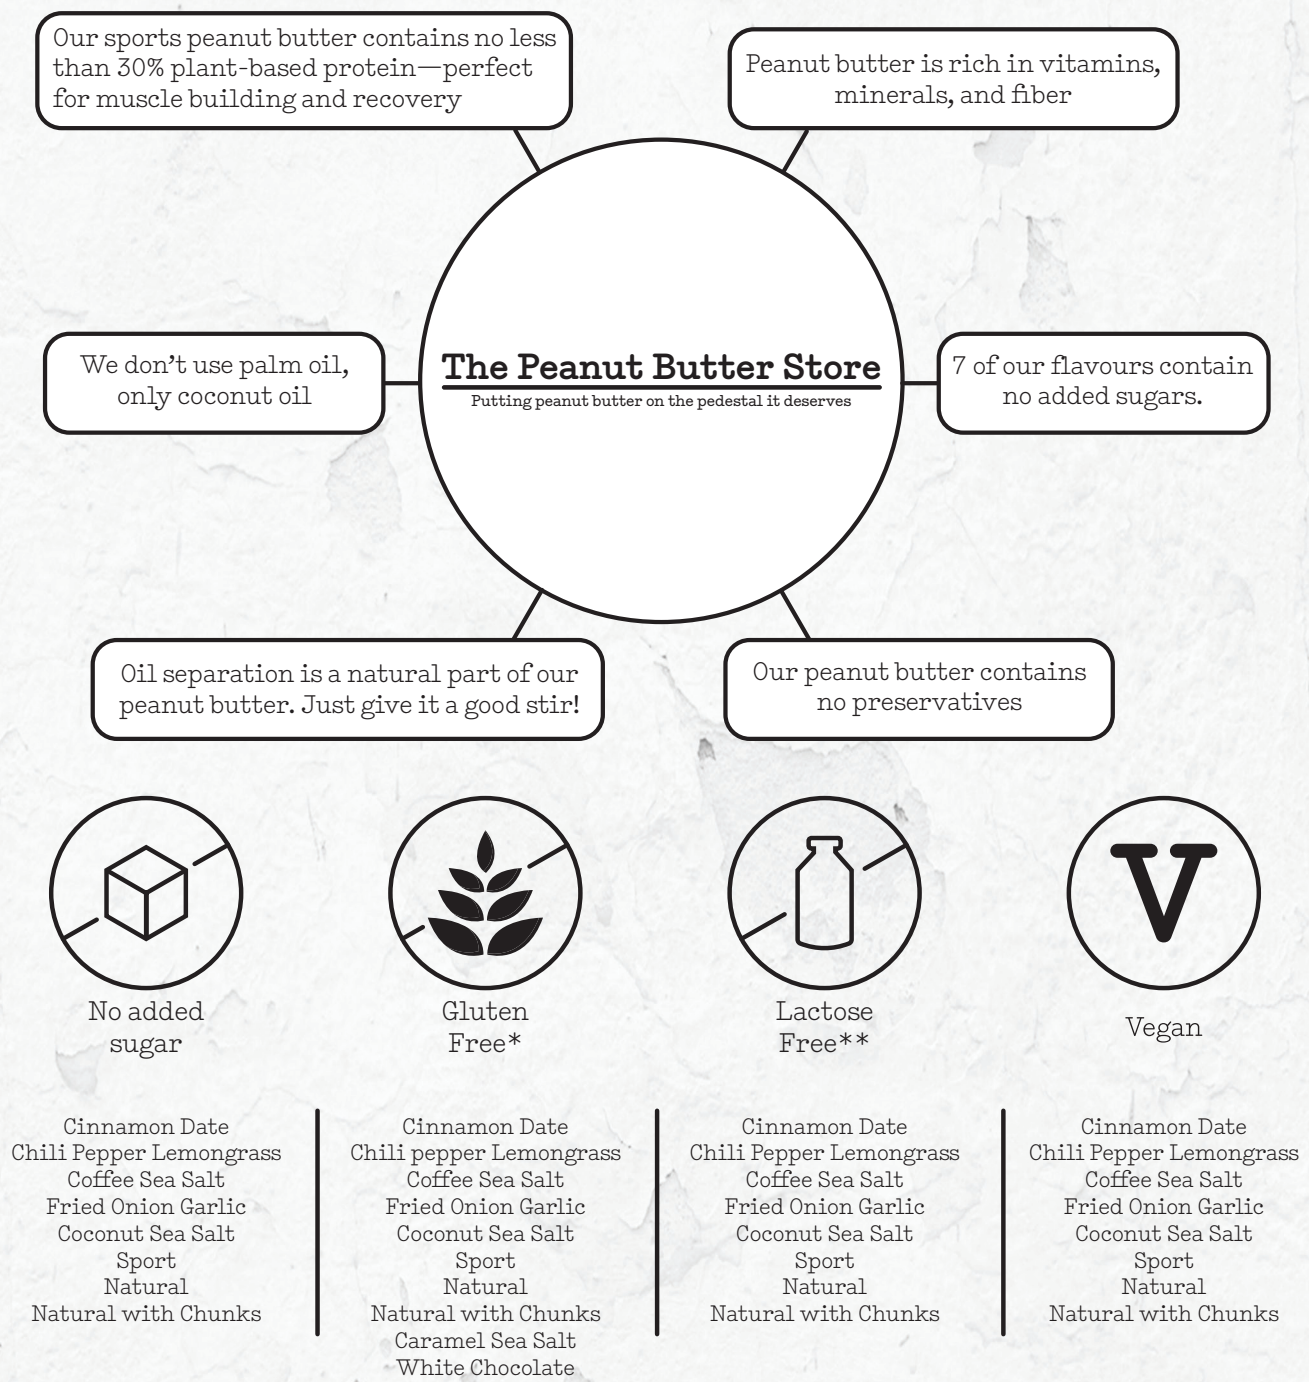 Our sports peanut butter contains no less
than 30% plant-based protein—perfect
for muscle building and recovery
Peanut butter is rich in vitamins,
minerals, and fiber
We don't use palm oil,
only coconut oil
The Peanut Butter Store
Putting peanut butter on the pedestal it deserves
7 of our flavours contain
no added sugars.
Oil separation is a natural part of our
peanut butter. Just give it a good stir!
Our peanut butter contains
no preservatives
No added
sugar
Gluten
Free*
Lactose
Free**
V
Vegan
Cinnamon Date
Chili Pepper Lemongrass
Coffee Sea Salt
Fried Onion Garlic
Coconut Sea Salt
Sport
Natural
Natural with Chunks
Cinnamon Date
Chili pepper Lemongrass
Coffee Sea Salt
Fried Onion Garlic
Coconut Sea Salt
Sport
Natural
Natural with Chunks
Caramel Sea Salt
White Chocolate
Cinnamon Date
Chili Pepper Lemongrass
Coffee Sea Salt
Fried Onion Garlic
Coconut Sea Salt
Sport
Natural
Natural with Chunks
Cinnamon Date
Chili Pepper Lemongrass
Coffee Sea Salt
Fried Onion Garlic
Coconut Sea Salt
Sport
Natural
Natural with Chunks